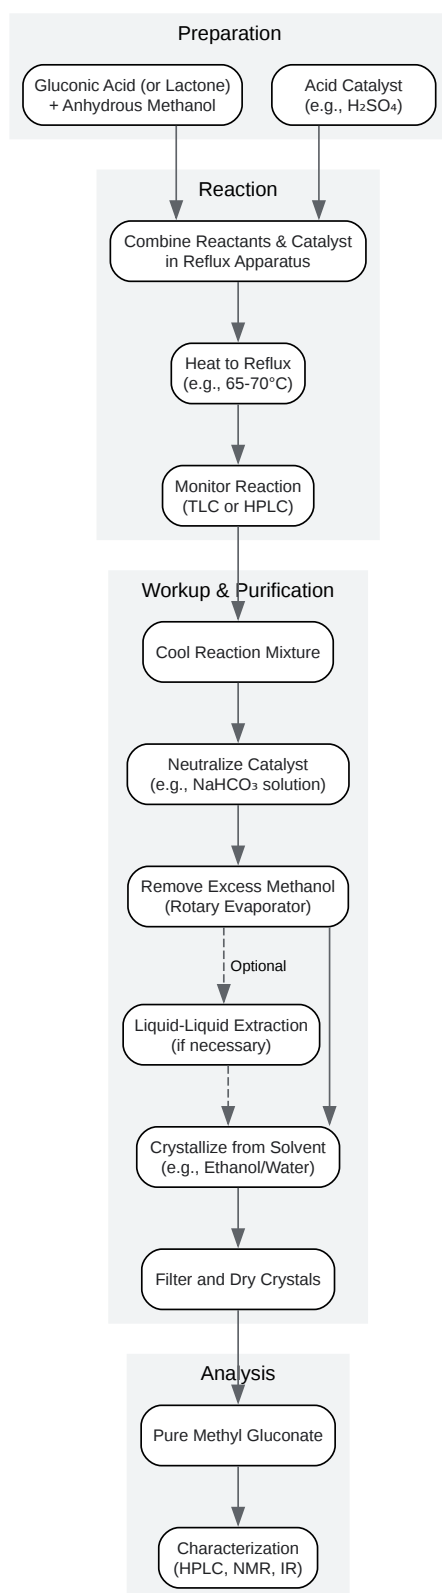 Preparation
Gluconic Acid (or Lactone)
+ Anhydrous Methanol
Acid Catalyst
(e.g., H₂SO₄)
Reaction
Combine Reactants & Catalyst
in Reflux Apparatus
Heat to Reflux
(e.g., 65-70°C)
Monitor Reaction
(TLC or HPLC)
Workup & Purification
Cool Reaction Mixture
Neutralize Catalyst
(e.g., NaHCO₃ solution)
Remove Excess Methanol
(Rotary Evaporator)
Optional
Liquid-Liquid Extraction
(if necessary)
Crystallize from Solvent
(e.g., Ethanol/Water)
Filter and Dry Crystals
Analysis
Pure Methyl Gluconate
Characterization
(HPLC, NMR, IR)